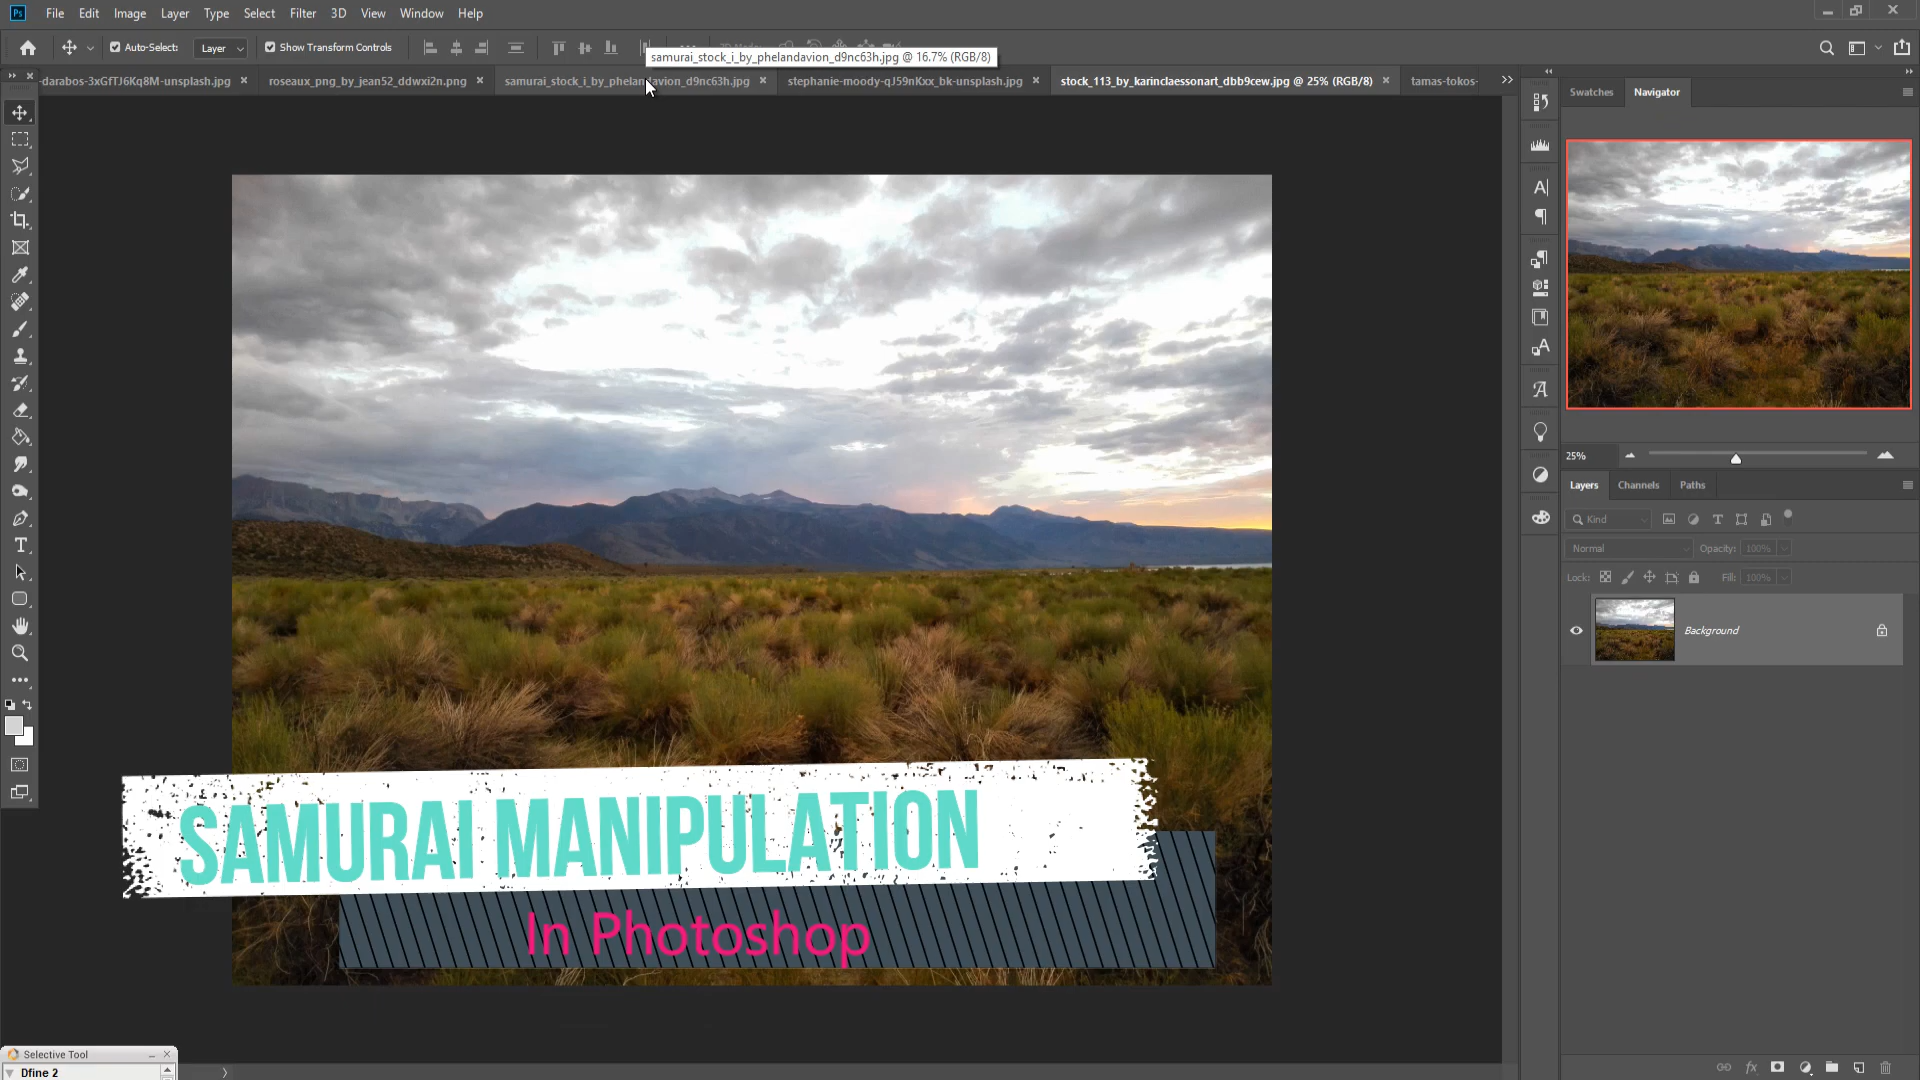 Ps File Edit Image Layer Type Select Filter 3D View Window Help
Auto-Select: Layer Show Transform Controls
samurai_stock_i_by_phelandavion_d9nc63h.jpg @ 16.7% (RGB/8)
-darabos-3xGfTJ6Kq8M-unsplash.jpg roseaux_png_by_jean52_ddwxi2n.png samurai_stock_i_by_phelandavion_d9nc63h.jpg stephanie-moody-qJ59nKxx_bk-unsplash.jpg stock_113_by_karinclaessonart_dbb9cew.jpg @ 25% (RGB/8) tamas-tokos-
Swatches Navigator
25%
Layers Channels Paths
Kind
Normal Opacity: 100%
Lock: Fill: 100%
Background
SAMURAI MANIPULATION
In Photoshop
Selective Tool
Dfine 2